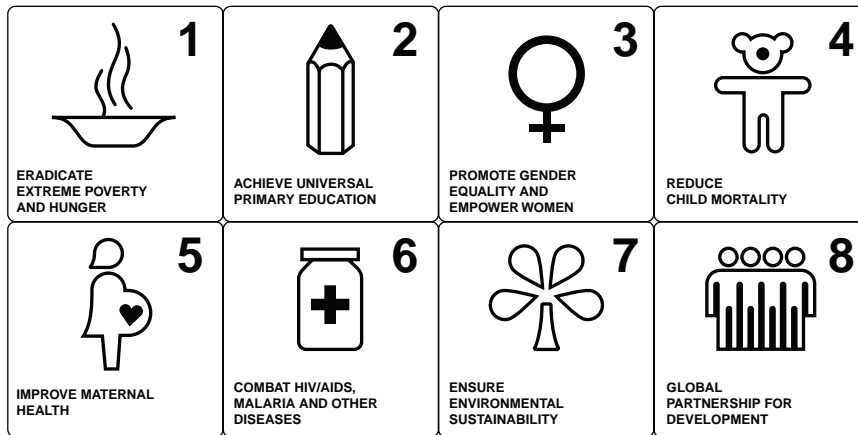 1
ERADICATE
EXTREME POVERTY
AND HUNGER
2
ACHIEVE UNIVERSAL
PRIMARY EDUCATION
3
PROMOTE GENDER
EQUALITY AND
EMPOWER WOMEN
4
REDUCE
CHILD MORTALITY
5
IMPROVE MATERNAL
HEALTH
6
COMBAT HIV/AIDS,
MALARIA AND OTHER
DISEASES
7
ENSURE
ENVIRONMENTAL
SUSTAINABILITY
8
GLOBAL
PARTNERSHIP FOR
DEVELOPMENT